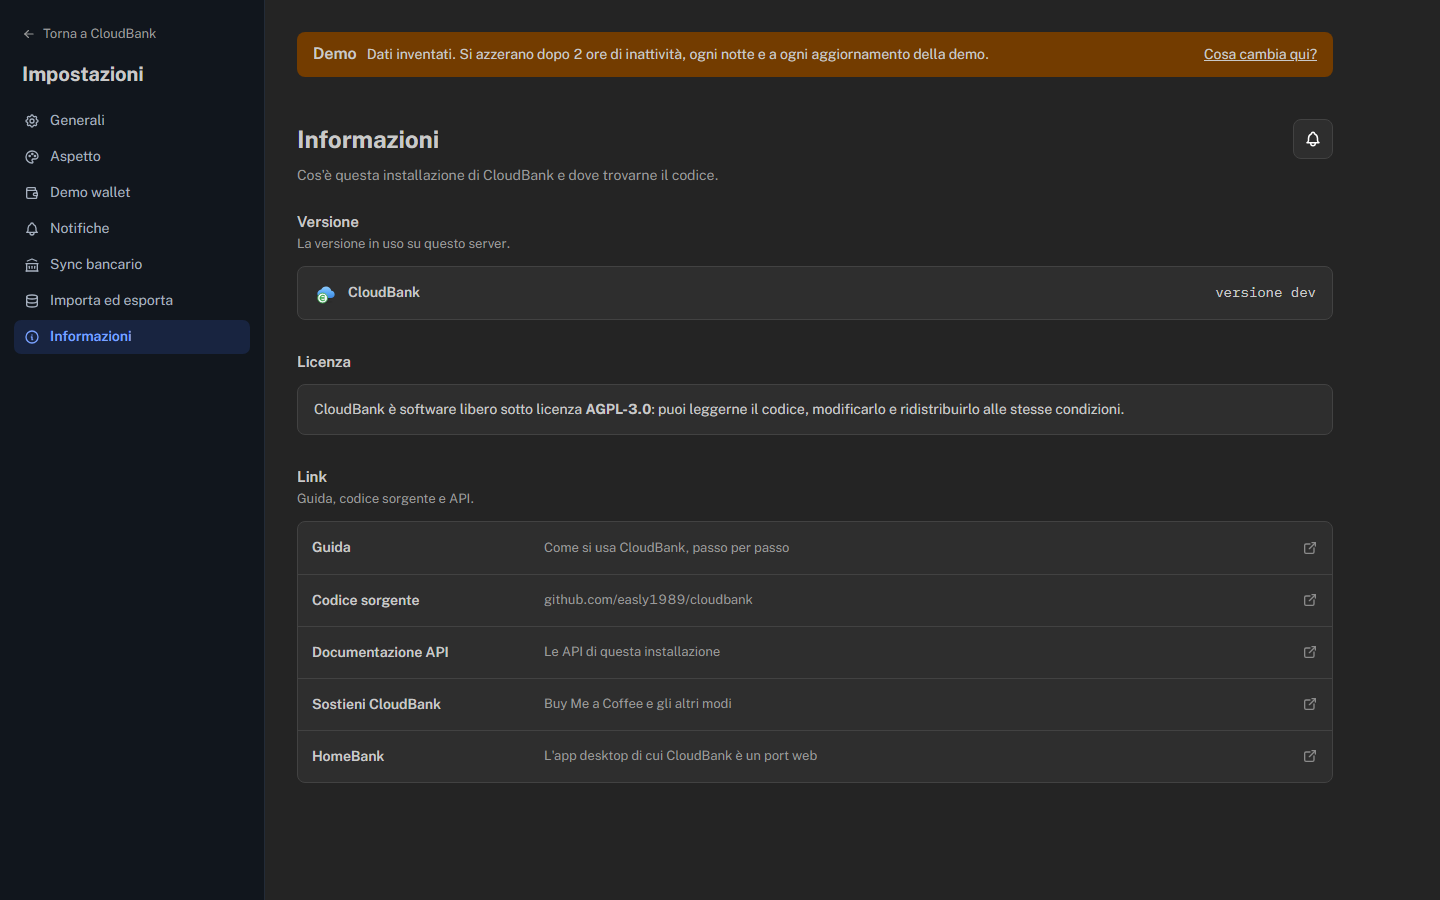 Torna a CloudBank
Impostazioni
Generali
Aspetto
Demo wallet
Notifiche
Sync bancario
Importa ed esporta
Informazioni
Demo Dati inventati. Si azzerano dopo 2 ore di inattività, ogni notte e a ogni aggiornamento della demo. Cosa cambia qui?
Informazioni
Cos'è questa installazione di CloudBank e dove trovarne il codice.
Versione
La versione in uso su questo server.
CloudBank versione dev
Licenza
CloudBank è software libero sotto licenza AGPL-3.0: puoi leggerne il codice, modificarlo e ridistribuirlo alle stesse condizioni.
Link
Guida, codice sorgente e API.
Guida Come si usa CloudBank, passo per passo
Codice sorgente github.com/easly1989/cloudbank
Documentazione API Le API di questa installazione
Sostieni CloudBank Buy Me a Coffee e gli altri modi
HomeBank L'app desktop di cui CloudBank è un port web